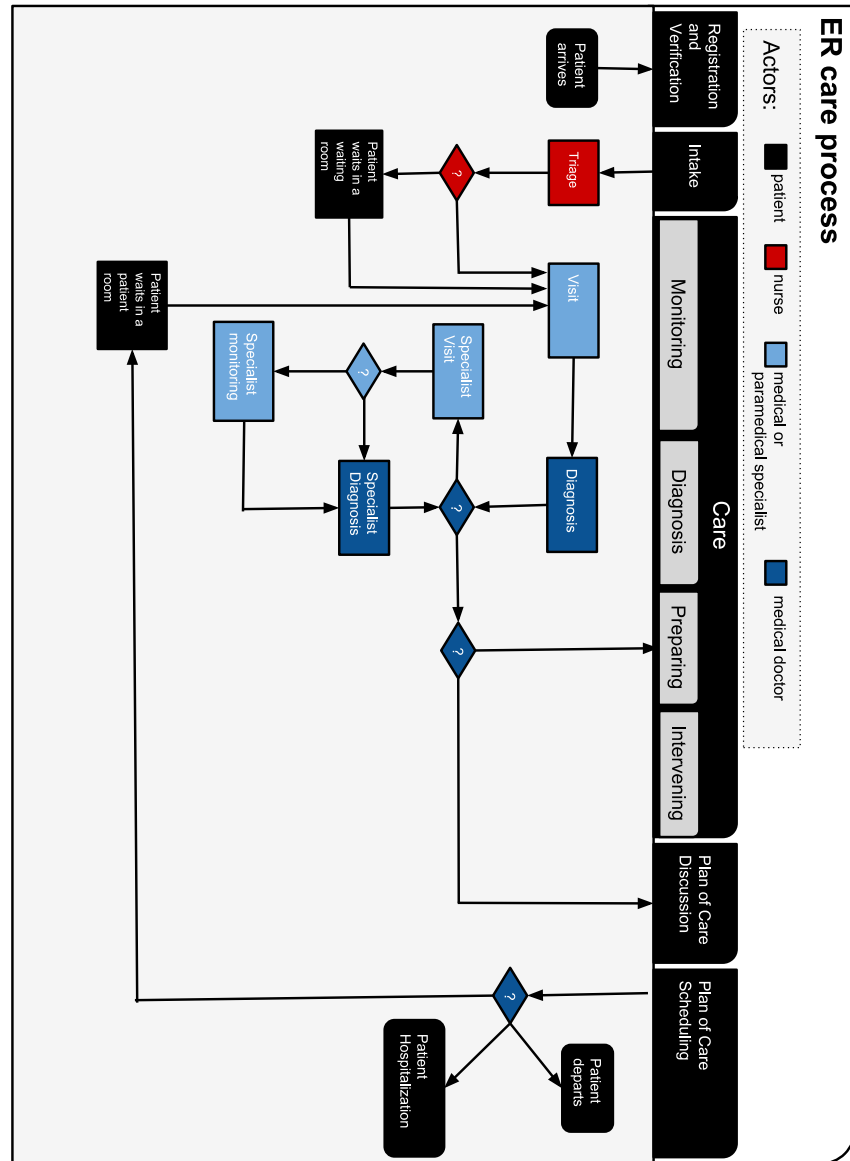 ER care process
Actors:
patient
nurse
medical or
paramedical specialist
medical doctor
Registration
and
Verification
Intake
Care
Monitoring
Diagnosis
Preparing
Intervening
Plan of Care
Discussion
Plan of Care
Scheduling
Patient
arrives
Triage
?
Patient
waits in a
waiting
room
Visit
Diagnosis
?
Specialist
Visit
?
Specialist
monitoring
Specialist
Diagnosis
?
Patient
waits in a
patient
room
?
Patient
departs
Patient
Hospitalization